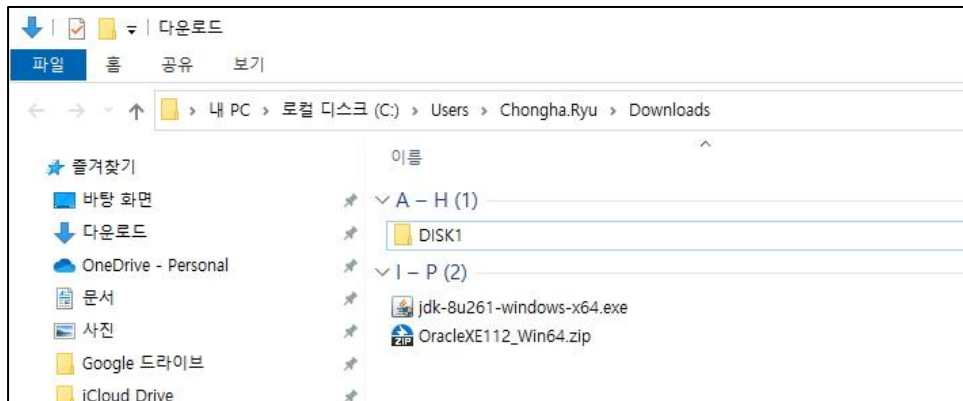 다운로드
파일 홈 공유 보기
내 PC > 로컬 디스크 (C:) > Users > Chongha.Ryu > Downloads
즐겨찾기
바탕 화면
다운로드
OneDrive - Personal
문서
사진
Google 드라이브
iCloud Drive
이름
A – H (1)
DISK1
I – P (2)
jdk-8u261-windows-x64.exe
OracleXE112_Win64.zip